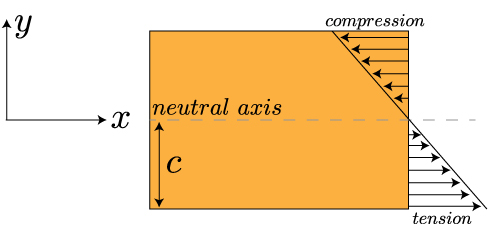 compression
y
x
neutral axis
c
tension